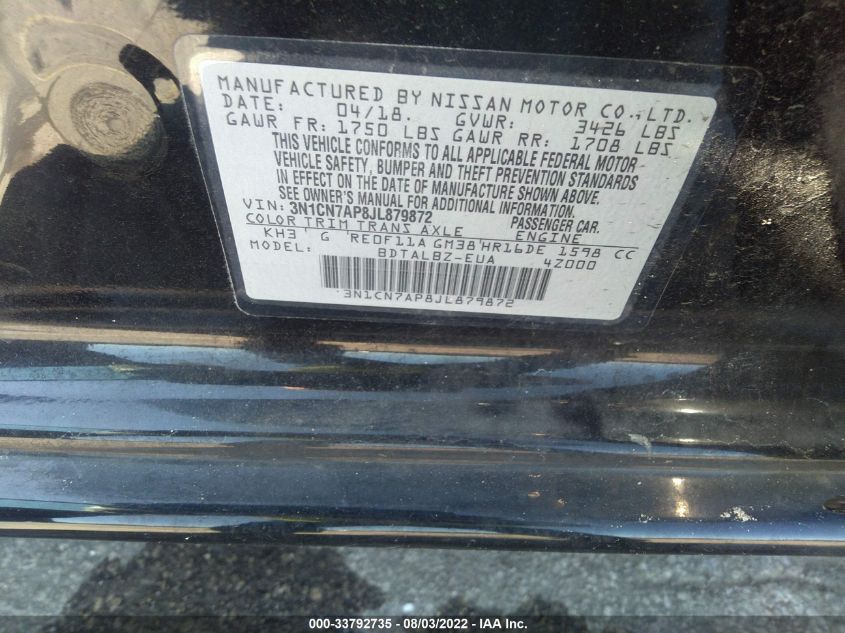 MANUFACTURED BY NISSAN MOTOR CO., LTD.
DATE: 04/18. GVWR: 3426 LBS
GAWR FR: 1750 LBS GAWR RR: 1708 LBS
THIS VEHICLE CONFORMS TO ALL APPLICABLE FEDERAL MOTOR-
VEHICLE SAFETY, BUMPER AND THEFT PREVENTION STANDARDS
IN EFFECT ON THE DATE OF MANUFACTURE SHOWN ABOVE.
SEE OWNER'S MANUAL FOR ADDITIONAL INFORMATION.
VIN: 3N1CN7AP8JL879872 PASSENGER CAR.
COLOR TRIM TRANS AXLE ENGINE
KH3 G RE0F11A GM38 HR16DE 1598 CC
MODEL: BDTALBZ-EUA 4Z000
3N1CN7AP8JL879872
000-33792735 - 08/03/2022 - IAA Inc.